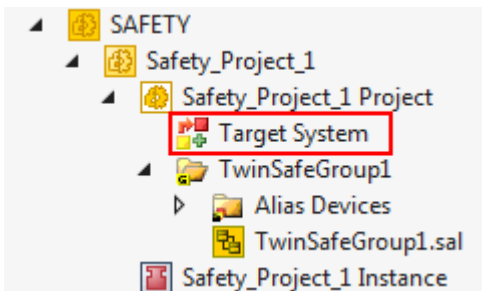 SAFETY
Safety_Project_1
Safety_Project_1 Project
Target System
TwinSafeGroup1
Alias Devices
TwinSafeGroup1.sal
Safety_Project_1 Instance